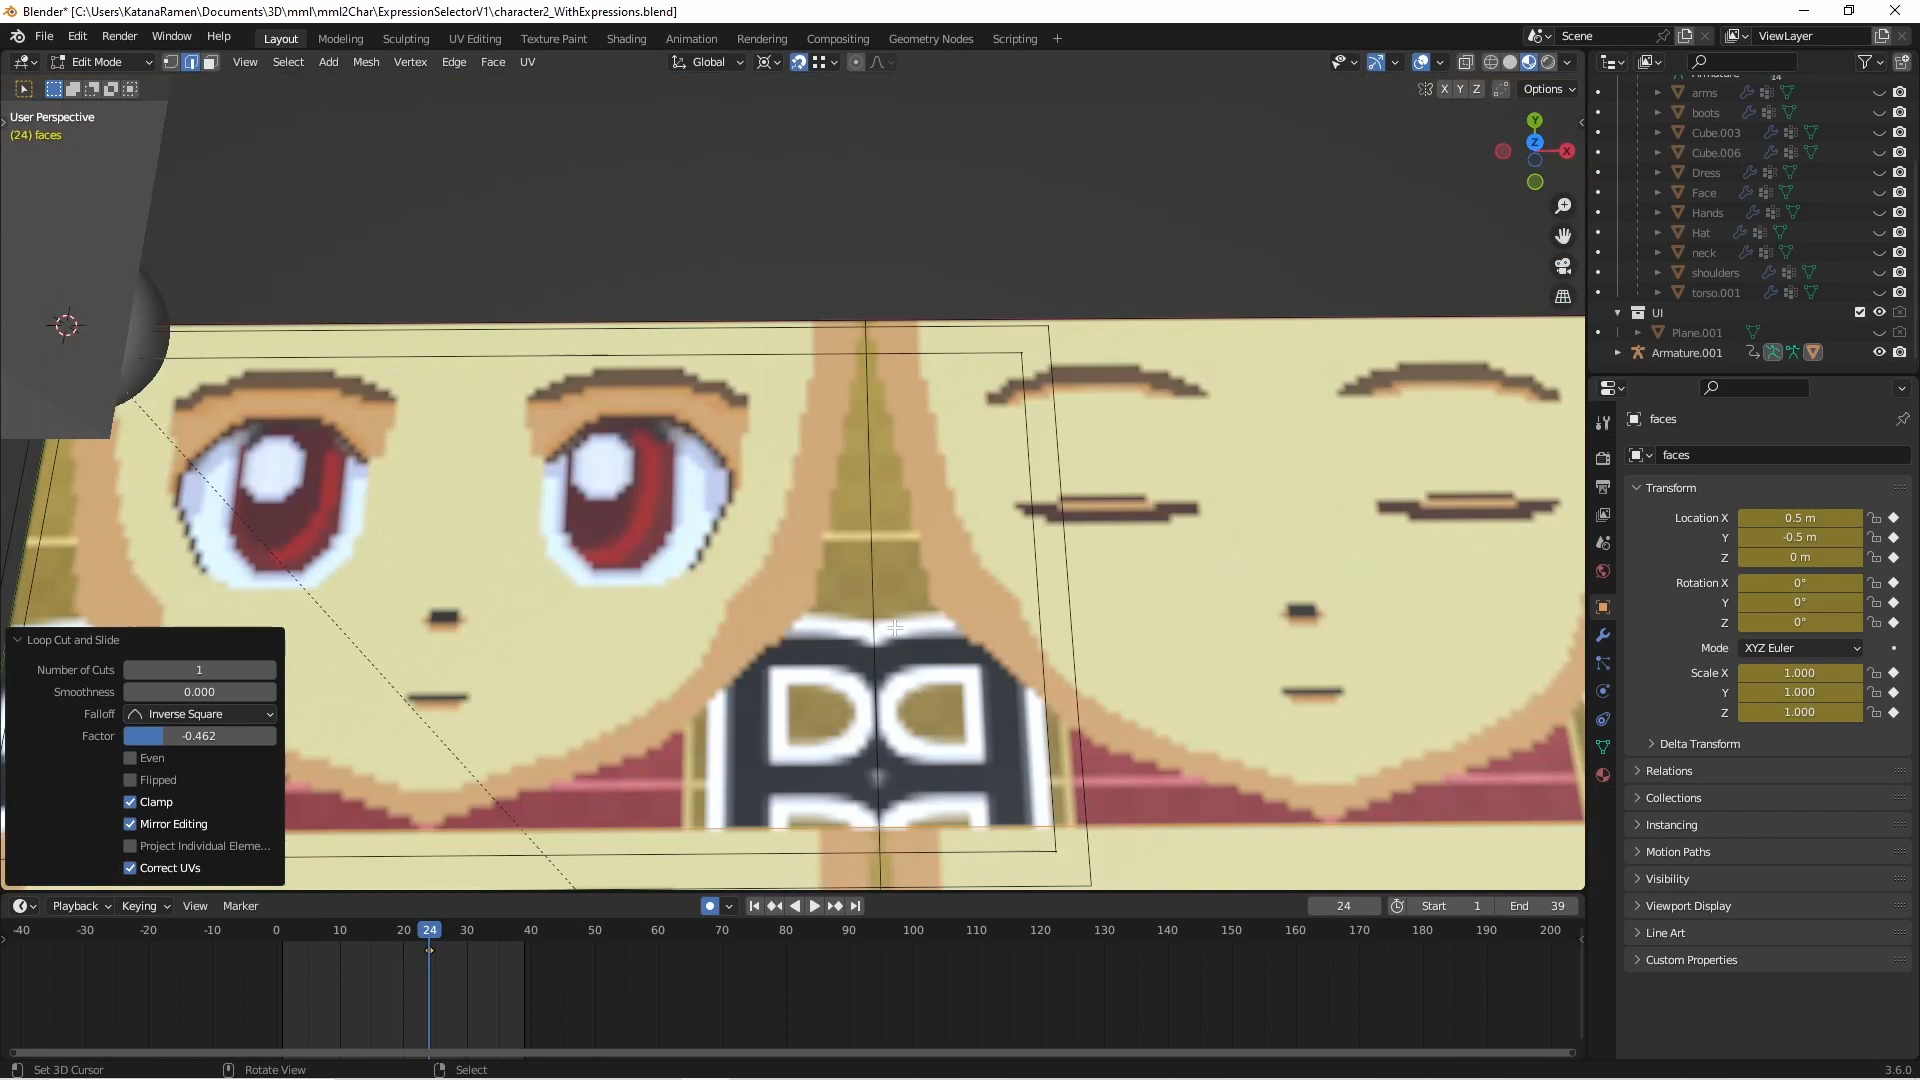 Blender* [C:\Users\KatanaRamen\Documents\3D\mml\mml2Char\ExpressionSelectorV1\character2_WithExpressions.blend]
File Edit Render Window Help Layout Modeling Sculpting UV Editing Texture Paint Shading Animation Rendering Compositing Geometry Nodes Scripting + Scene ViewLayer
Edit Mode View Select Add Mesh Vertex Edge Face UV Global
X Y Z Options
User Perspective
(24) faces
Y
Z
X
Armature 14
arms
boots
Cube.003
Cube.006
Dress
Face
Hands
Hat
neck
shoulders
torso.001
UI
Plane.001
Armature.001
faces
faces
Transform
Location X 0.5 m
Y -0.5 m
Z 0 m
Rotation X 0°
Y 0°
Z 0°
Mode XYZ Euler
Scale X 1.000
Y 1.000
Z 1.000
Delta Transform
Relations
Collections
Instancing
Motion Paths
Visibility
Viewport Display
Line Art
Custom Properties
Loop Cut and Slide
Number of Cuts 1
Smoothness 0.000
Falloff Inverse Square
Factor -0.462
Even
Flipped
Clamp
Mirror Editing
Project Individual Eleme...
Correct UVs
Playback Keying View Marker 24 Start 1 End 39
-40 -30 -20 -10 0 10 20 24 30 40 50 60 70 80 90 100 110 120 130 140 150 160 170 180 190 200
Set 3D Cursor Rotate View Select 3.6.0